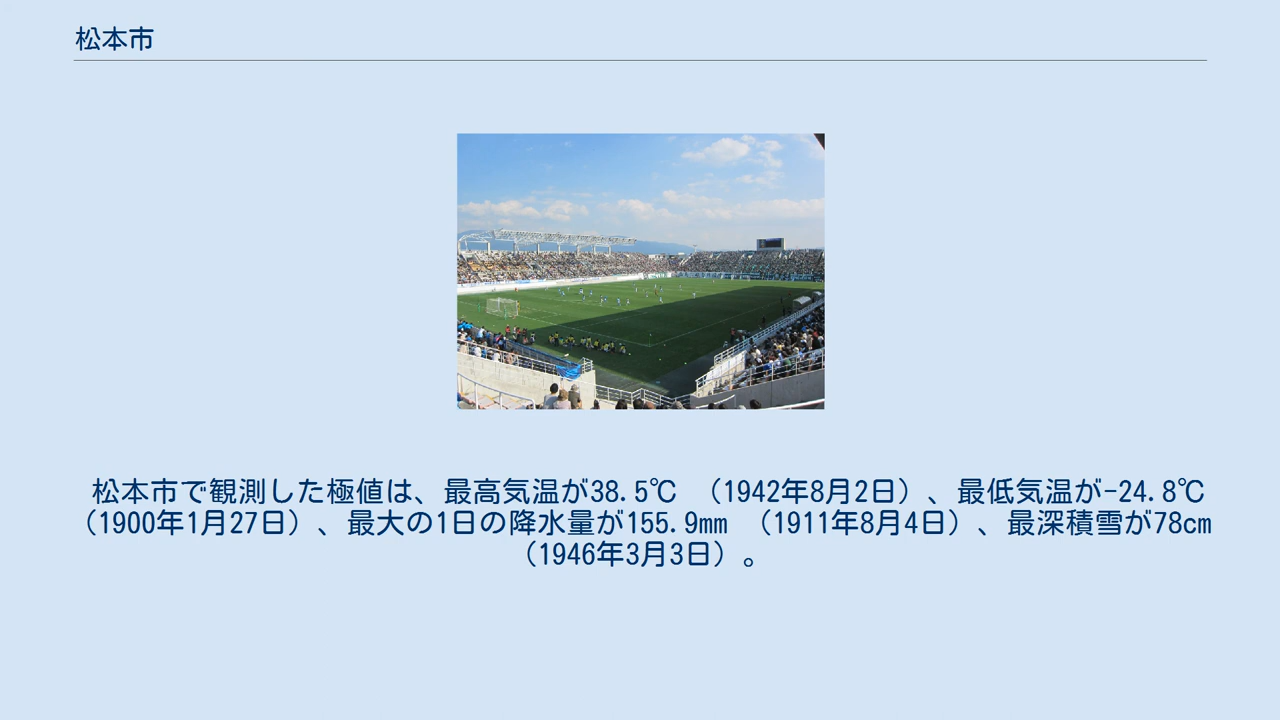 松本市
松本市で観測した極値は、最高気温が38.5℃ （1942年8月2日）、最低気温が-24.8℃
（1900年1月27日）、最大の1日の降水量が155.9mm （1911年8月4日）、最深積雪が78cm
（1946年3月3日）。